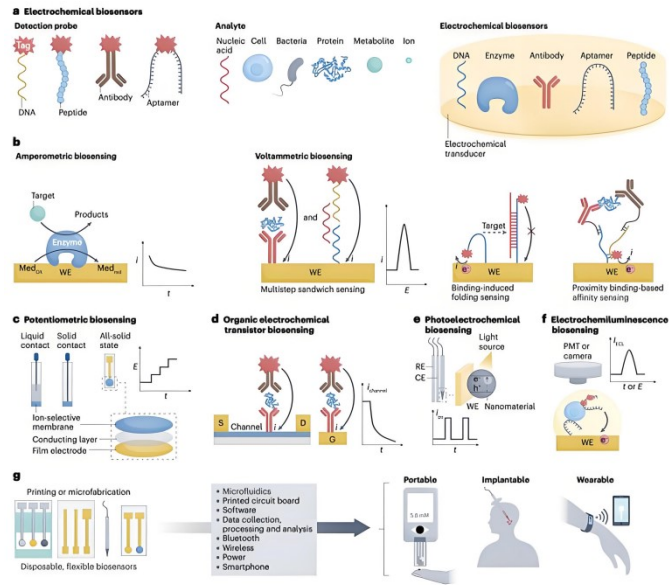 a Electrochemical biosensors
Detection probe
Tag
DNA
Peptide
Antibody
Aptamer
Analyte
Nucleic
acid
Cell
Bacteria
Protein
Metabolite
Ion
Electrochemical biosensors
DNA
Enzyme
Antibody
Aptamer
Peptide
Electrochemical
transducer
b
Amperometric biosensing
Target
Products
Enzyme
Med_ox
WE
Med_red
i
t
Voltammetric biosensing
and
i
i
WE
Multistep sandwich sensing
i
E
Target
i
e⁻
WE
Binding-induced
folding sensing
i
e⁻
WE
Proximity binding-based
affinity sensing
c Potentiometric biosensing
Liquid
contact
Solid
contact
All-solid
state
E
t
Ion-selective
membrane
Conducting layer
Film electrode
d Organic electrochemical
transistor biosensing
S
Channel
i
D
i
G
i_channel
t
e Photoelectrochemical
biosensing
Light
source
RE
CE
e⁻
h⁺
WE
Nanomaterial
t
f Electrochemiluminescence
biosensing
PMT or
camera
I_ECL
t or E
WE
e⁻
g
Printing or microfabrication
Disposable, flexible biosensors
• Microfluidics
• Printed circuit board
• Software
• Data collection,
processing and analysis
• Bluetooth
• Wireless
• Power
• Smartphone
Portable
5.6 mM
Implantable
Wearable